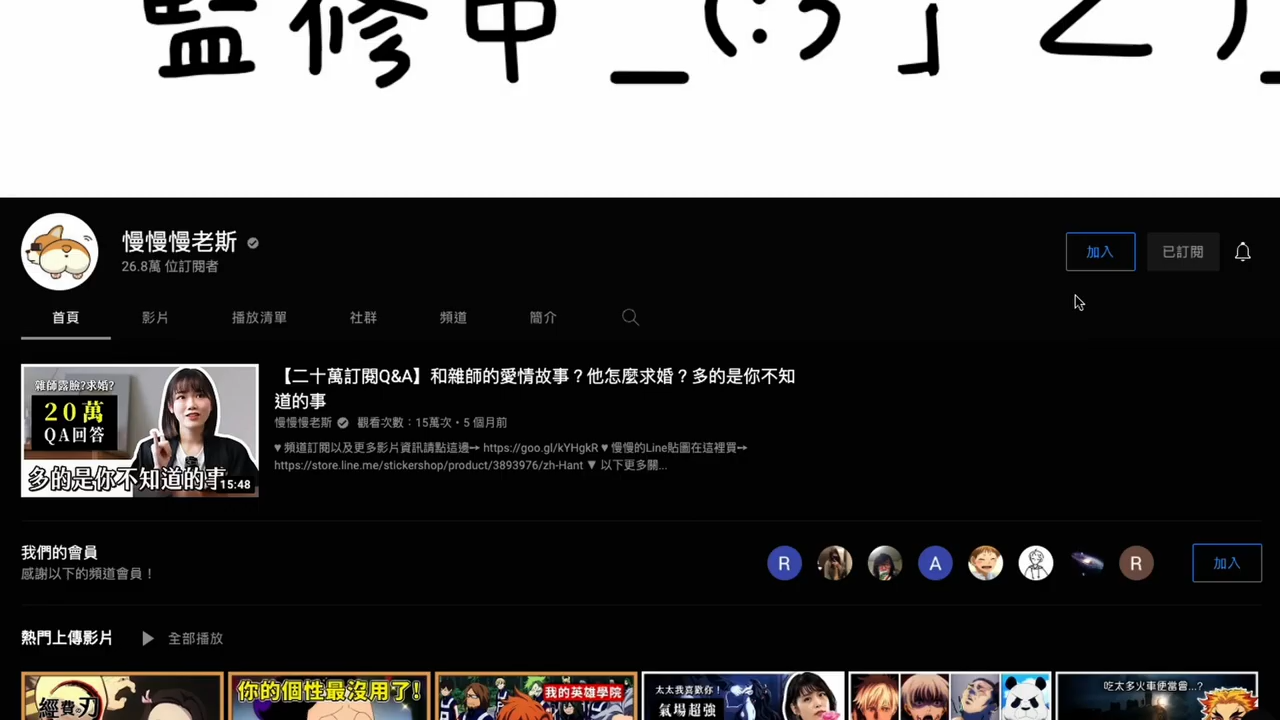 監修中_(:3」∠)_
慢慢慢老斯
26.8萬 位訂閱者
加入
已訂閱
首頁
影片
播放清單
社群
頻道
簡介
雜師露臉?求婚?
20萬
QA回答
多的是你不知道的事
15:48
【二十萬訂閱Q&A】和雜師的愛情故事？他怎麼求婚？多的是你不知
道的事
慢慢慢老斯 觀看次數：15萬次・5 個月前
♥ 頻道訂閱以及更多影片資訊請點這邊➙ https://goo.gl/kYHgkR ♥ 慢慢的Line貼圖在這裡買➙
https://store.line.me/stickershop/product/3893976/zh-Hant ▼ 以下更多關...
我們的會員
感謝以下的頻道會員！
R
A
R
加入
熱門上傳影片
全部播放
經費刃
你的個性最沒用了!
我的英雄學院
太太我喜歡你！
氣場超強
吃太多火車便當會...?